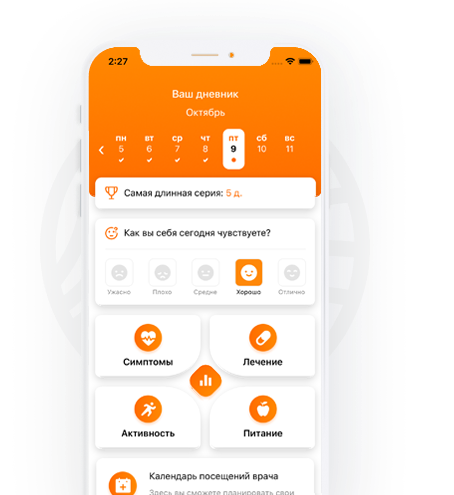 2:27
Ваш дневник
Октябрь
пн вт ср чт пт сб вс
5 6 7 8 9 10 11
Самая длинная серия: 5 д.
Как вы себя сегодня чувствуете?
Ужасно Плохо Средне Хорошо Отлично
Симптомы Лечение
Активность Питание
Календарь посещений врача
Здесь вы сможете планировать свои